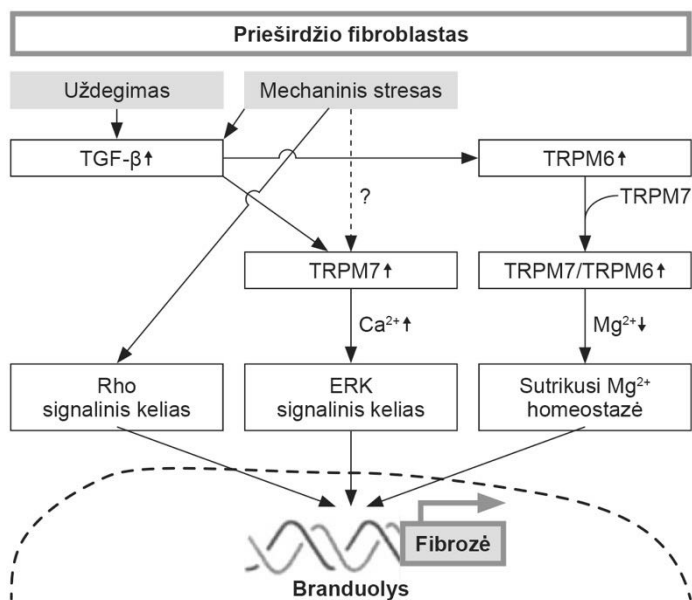 Prieširdžio fibroblastas
Uždegimas
Mechaninis stresas
TGF-β↑
TRPM6↑
?
TRPM7
TRPM7↑
TRPM7/TRPM6↑
Ca²⁺↑
Mg²⁺↓
Rho
signalinis kelias
ERK
signalinis kelias
Sutrikusi Mg²⁺
homeostazė
Fibrozė
Branduolys